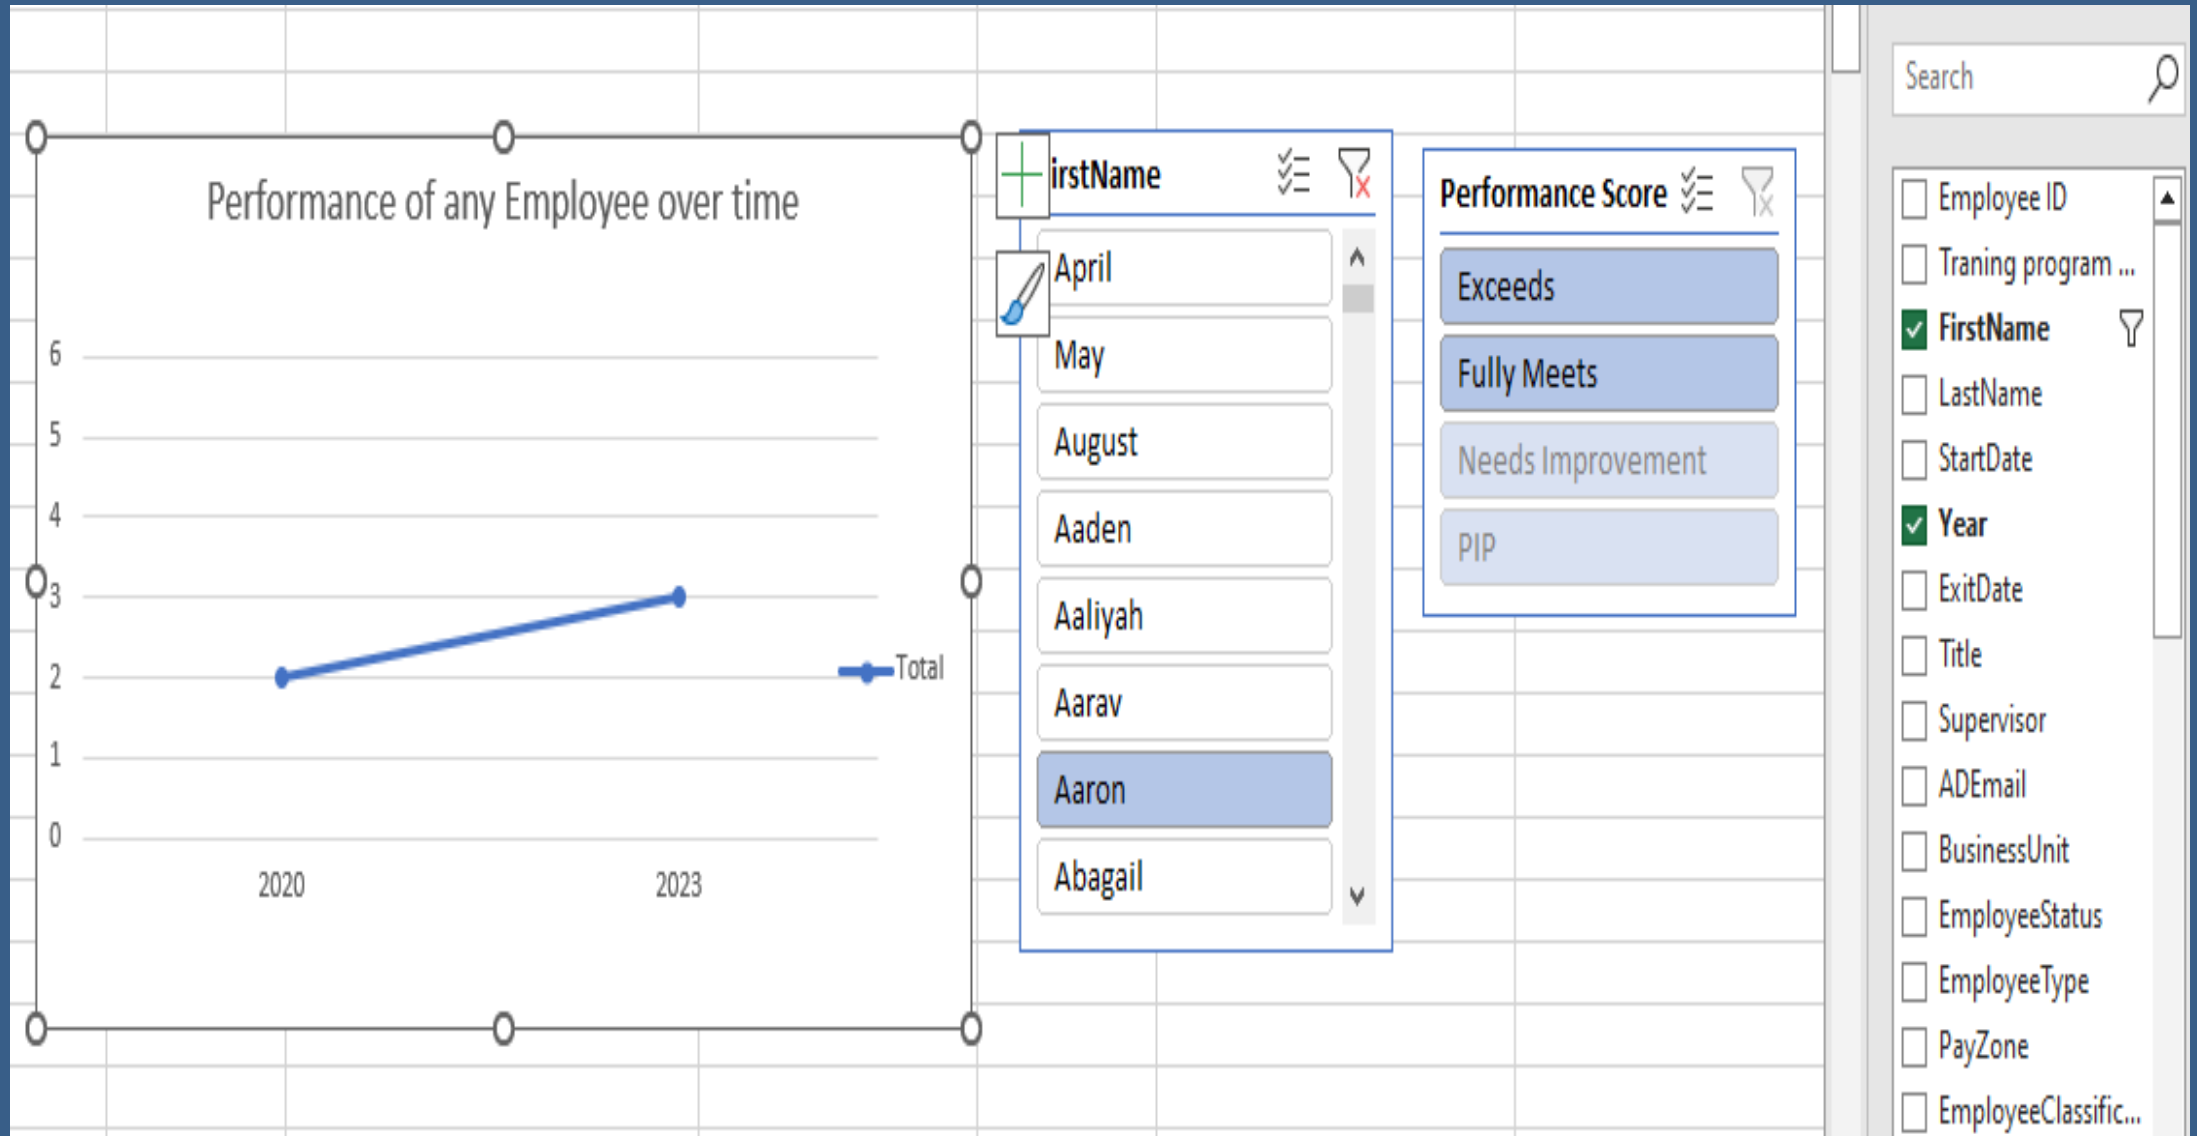 Performance of any Employee over time
6
5
4
3
2
1
0
2020
2023
Total
irstName
April
May
August
Aaden
Aaliyah
Aarav
Aaron
Abagail
Performance Score
Exceeds
Fully Meets
Needs Improvement
PIP
Search
Employee ID
Traning program ...
FirstName
LastName
StartDate
Year
ExitDate
Title
Supervisor
ADEmail
BusinessUnit
EmployeeStatus
EmployeeType
PayZone
EmployeeClassific...